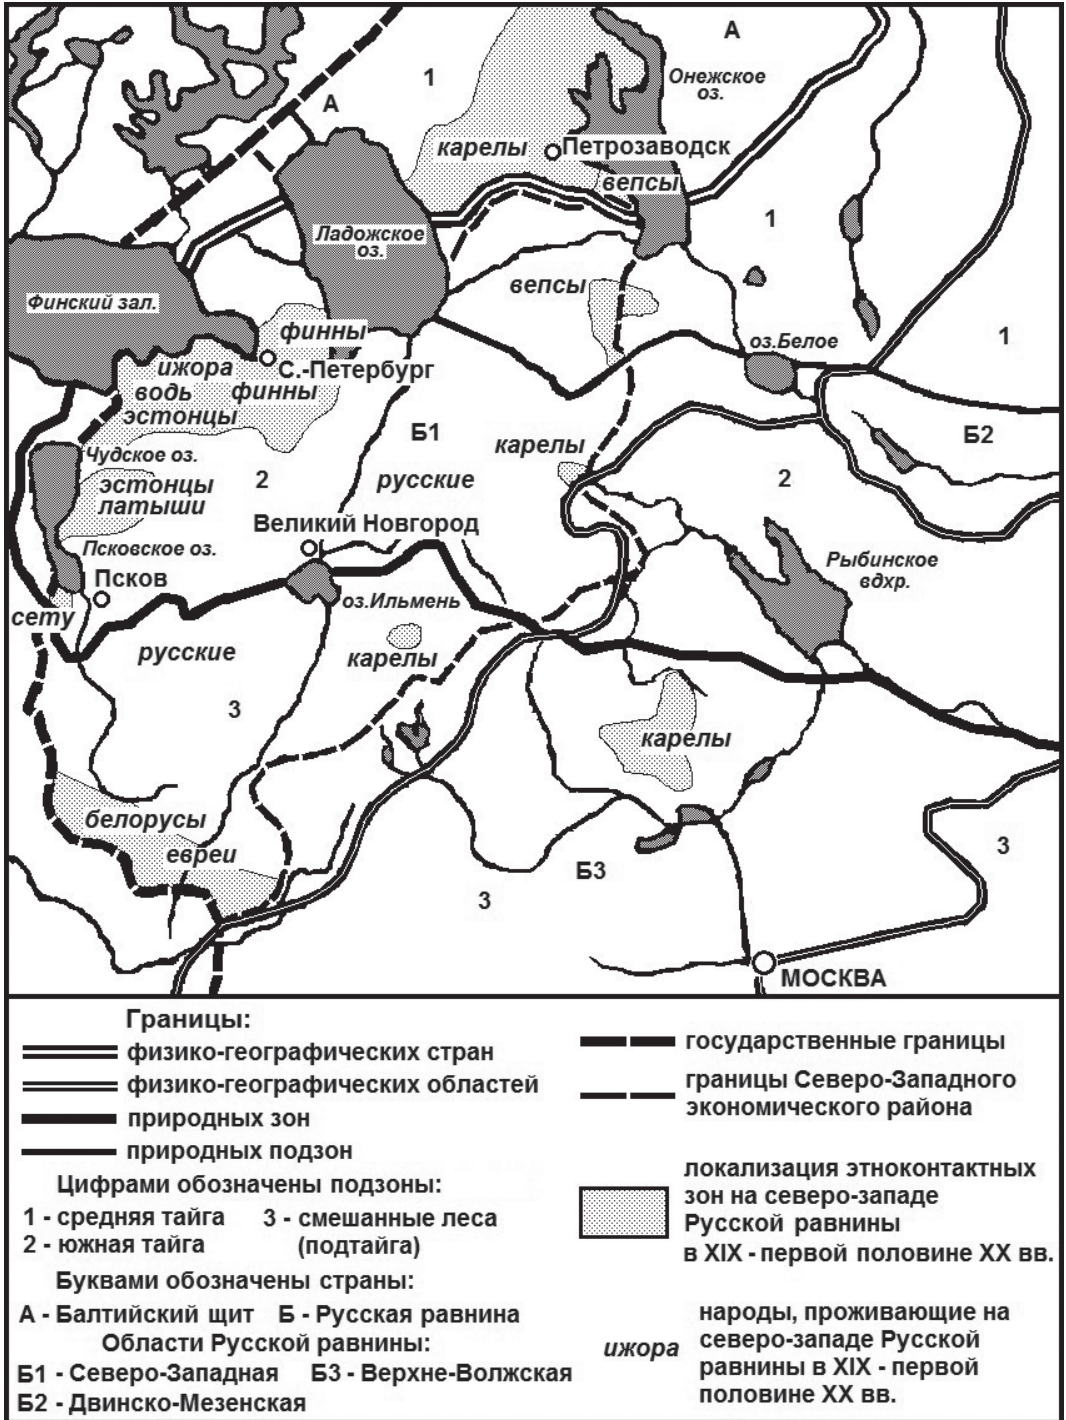 А
1
Онежское
оз.
А
карелы
Петрозаводск
вепсы
1
Ладожское
оз.
вепсы
Финский зал.
финны
оз.Белое
1
С.-Петербург
ижора
водь
финны
эстонцы
Б1
Б2
карелы
Чудское оз.
2
русские
2
эстонцы
латыши
Великий Новгород
Псковское оз.
Рыбинское
вдхр.
Псков
оз.Ильмень
сету
русские
карелы
3
карелы
белорусы
евреи
3
Б3
3
МОСКВА
Границы:
физико-географических стран
физико-географических областей
природных зон
природных подзон
Цифрами обозначены подзоны:
1 - средняя тайга 3 - смешанные леса
2 - южная тайга (подтайга)
Буквами обозначены страны:
А - Балтийский щит Б - Русская равнина
Области Русской равнины:
Б1 - Северо-Западная Б3 - Верхне-Волжская
Б2 - Двинско-Мезенская
государственные границы
границы Северо-Западного
экономического района
локализация этноконтактных
зон на северо-западе
Русской равнины
в XIX - первой половине XX вв.
ижора
народы, проживающие на
северо-западе Русской
равнины в XIX - первой
половине XX вв.